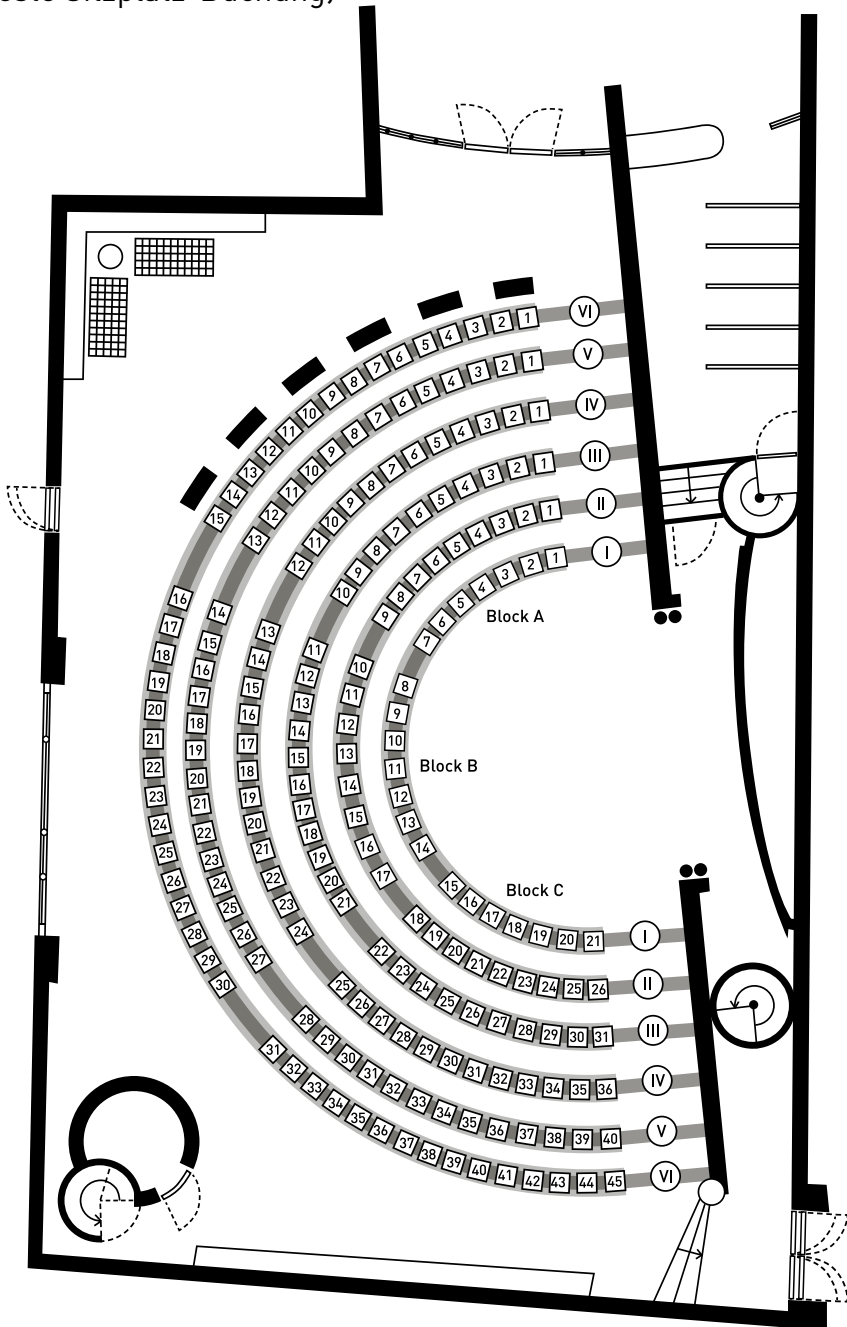 Sitzplatz-Buchung)
15 14 13 12 11 10 9 8 7 6 5 4 3 2 1 VI
13 12 11 10 9 8 7 6 5 4 3 2 1 V
12 11 10 9 8 7 6 5 4 3 2 1 IV
10 9 8 7 6 5 4 3 2 1 III
9 8 7 6 5 4 3 2 1 II
7 6 5 4 3 2 1 I
Block A
16 17 18 19 20 21 22 23 24 25 26 27 28 29 30
14 15 16 17 18 19 20 21 22 23 24 25 26 27
13 14 15 16 17 18 19 20 21 22 23 24
11 12 13 14 15 16 17 18 19 20 21
10 11 12 13 14 15 16 17
8 9 10 11 12 13 14
Block B
Block C
15 16 17 18 19 20 21 I
18 19 20 21 22 23 24 25 26 II
22 23 24 25 26 27 28 29 30 31 III
25 26 27 28 29 30 31 32 33 34 35 36 IV
28 29 30 31 32 33 34 35 36 37 38 39 40 V
31 32 33 34 35 36 37 38 39 40 41 42 43 44 45 VI